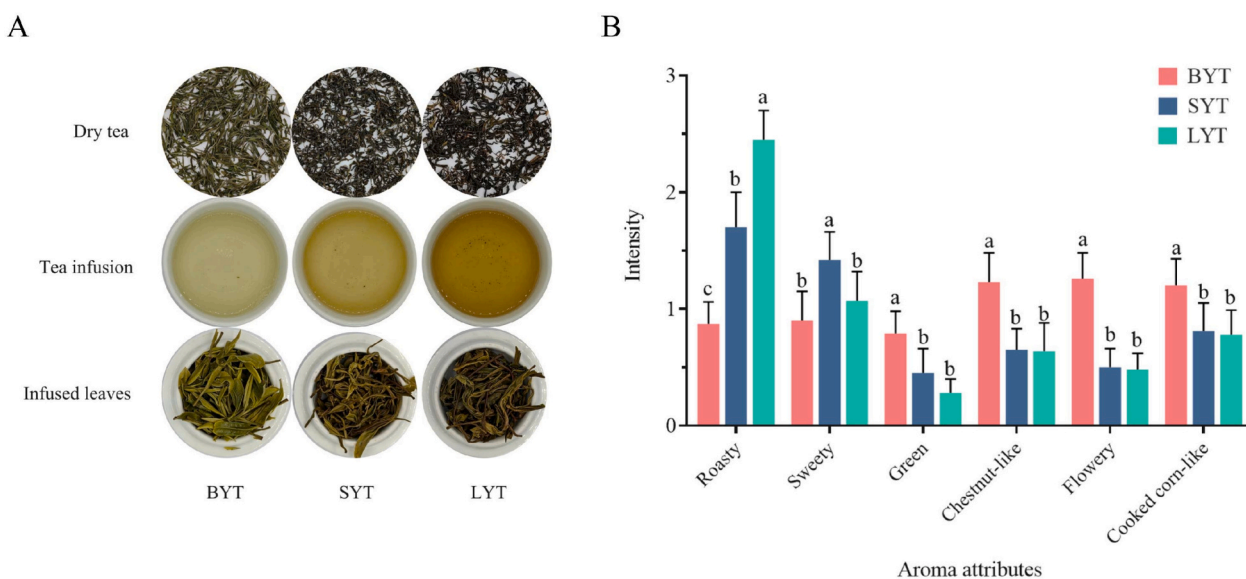 A
Dry tea
Tea infusion
Infused leaves
BYT SYT LYT
B
3
2
1
0
Intensity
BYT
SYT
LYT
c b a
b a b
a b b
a b b
a b b
a b b
Roasty
Sweety
Green
Chestnut-like
Flowery
Cooked corn-like
Aroma attributes